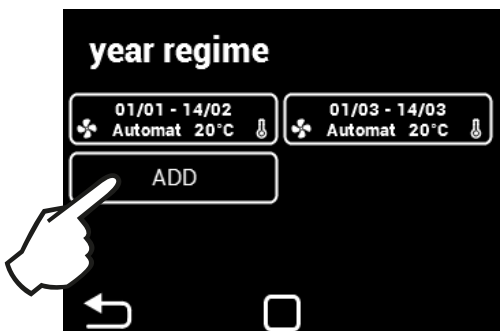 year regime
01/01 - 14/02
Automat 20°C
01/03 - 14/03
Automat 20°C
ADD